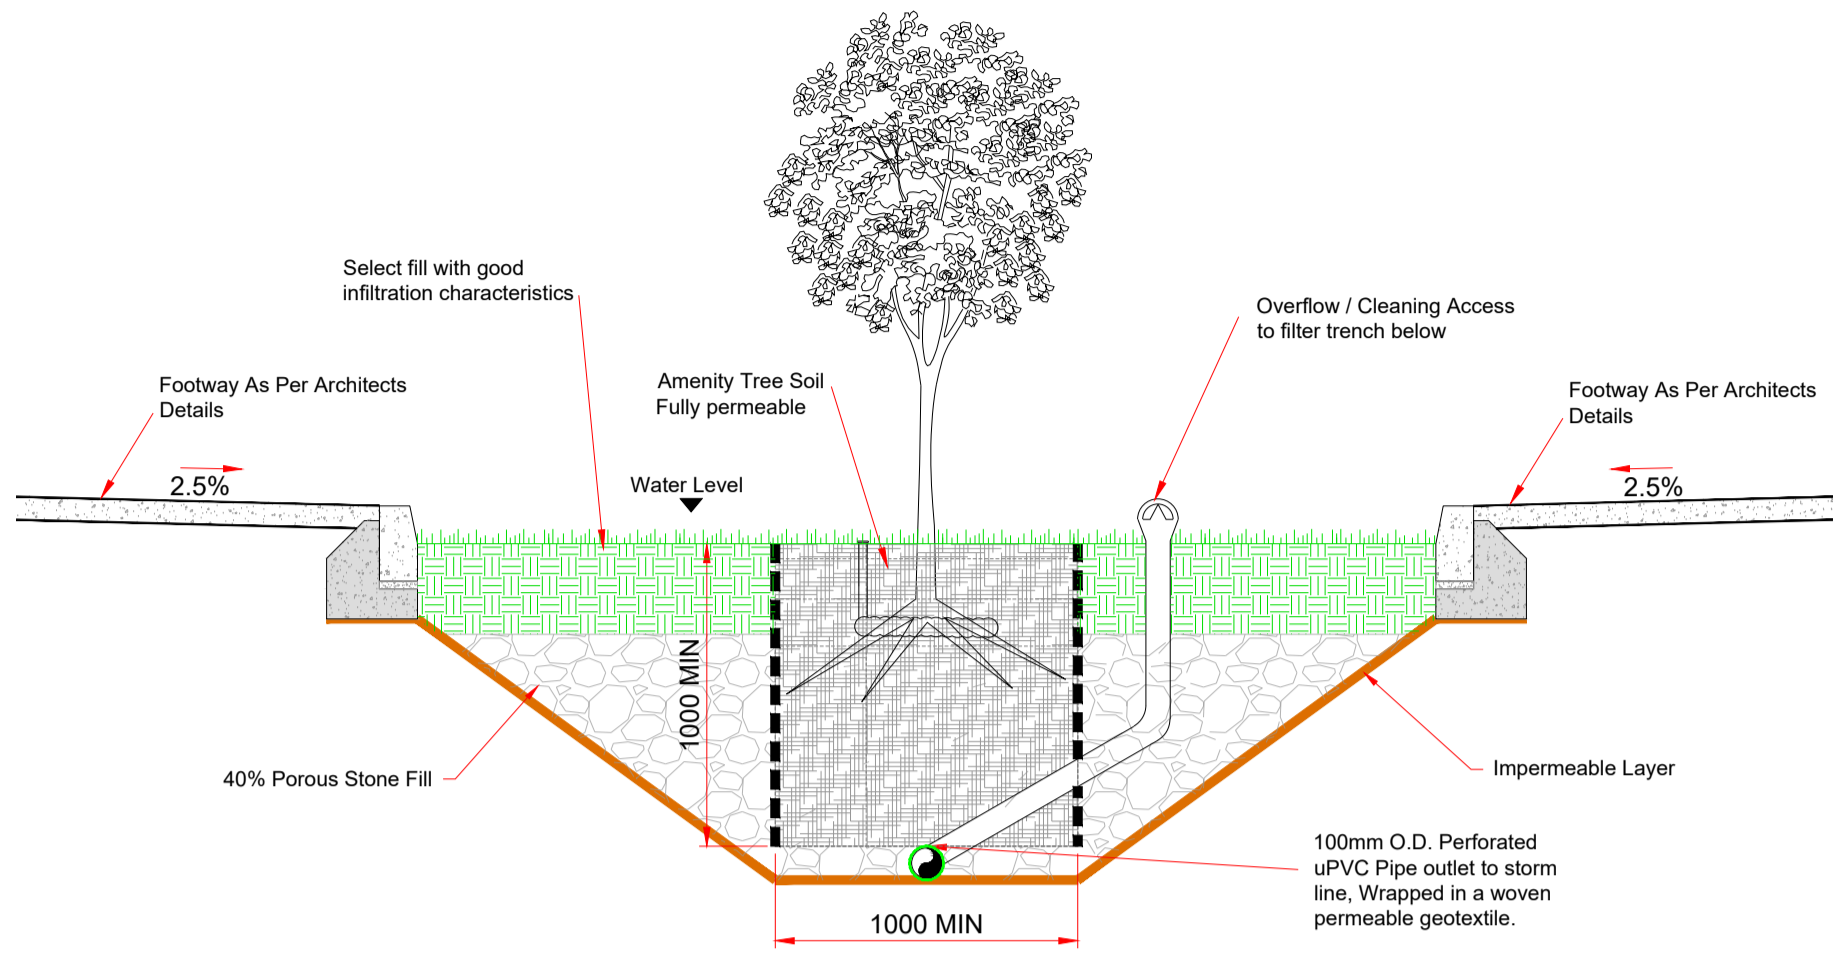 Select fill with good
infiltration characteristics
Overflow / Cleaning Access
to filter trench below
Footway As Per Architects
Details
Amenity Tree Soil
Fully permeable
Footway As Per Architects
Details
2.5%
Water Level
2.5%
1000 MIN
40% Porous Stone Fill
Impermeable Layer
100mm O.D. Perforated
uPVC Pipe outlet to storm
line, Wrapped in a woven
permeable geotextile.
1000 MIN